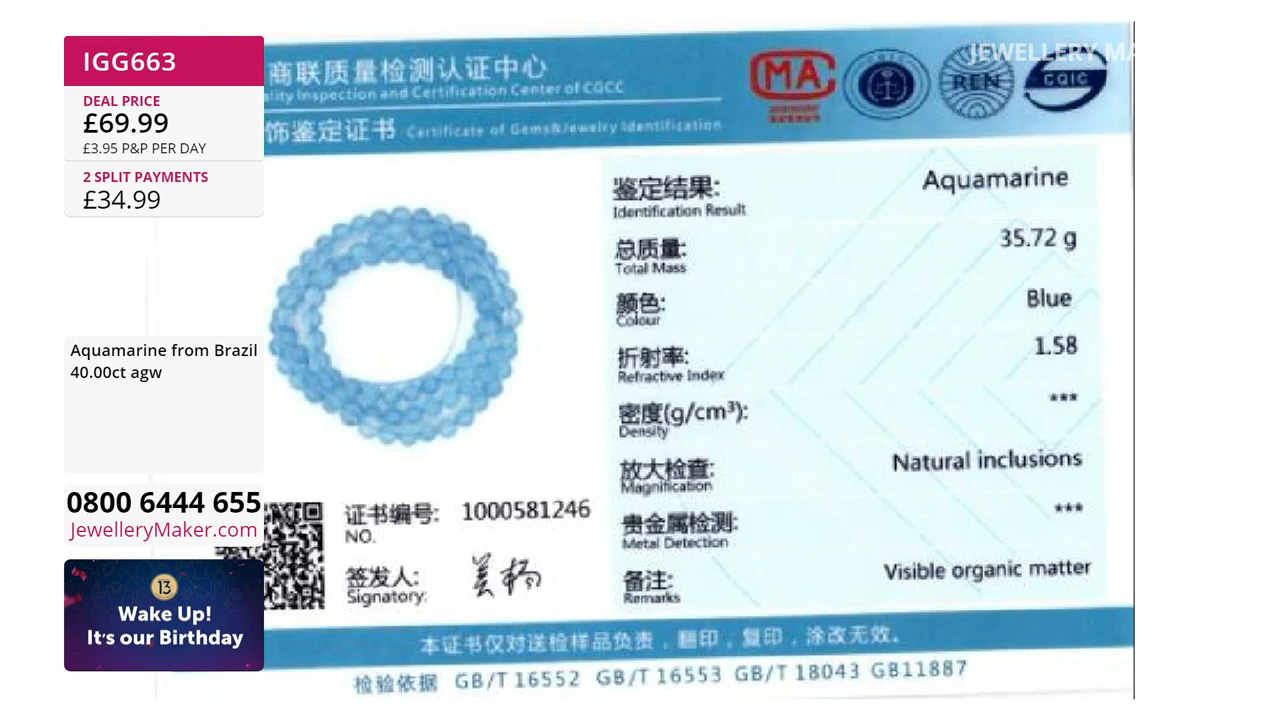 IGG663
DEAL PRICE
£69.99
£3.95 P&P PER DAY
2 SPLIT PAYMENTS
£34.99
Aquamarine from Brazil
40.00ct agw
0800 6444 655
JewelleryMaker.com
13
Wake Up!
It's our Birthday
JEWELLERY MA
商联质量检测认证中心
lity Inspection and Certification Center of CGCC
饰鉴定证书 Certificate of Gems&Jewelry Identification
MA
REN
CQIC
鉴定结果: Aquamarine
Identification Result
总质量: 35.72 g
Total Mass
颜色: Blue
Colour
折射率: 1.58
Refractive Index
密度(g/cm³): ***
Density
放大检查: Natural inclusions
Magnification
贵金属检测: ***
Metal Detection
备注: Visible organic matter
Remarks
证书编号: 1000581246
NO.
签发人:
Signatory:
本证书仅对送检样品负责，翻印，复印，涂改无效。
检验依据 GB/T 16552 GB/T 16553 GB/T 18043 GB11887